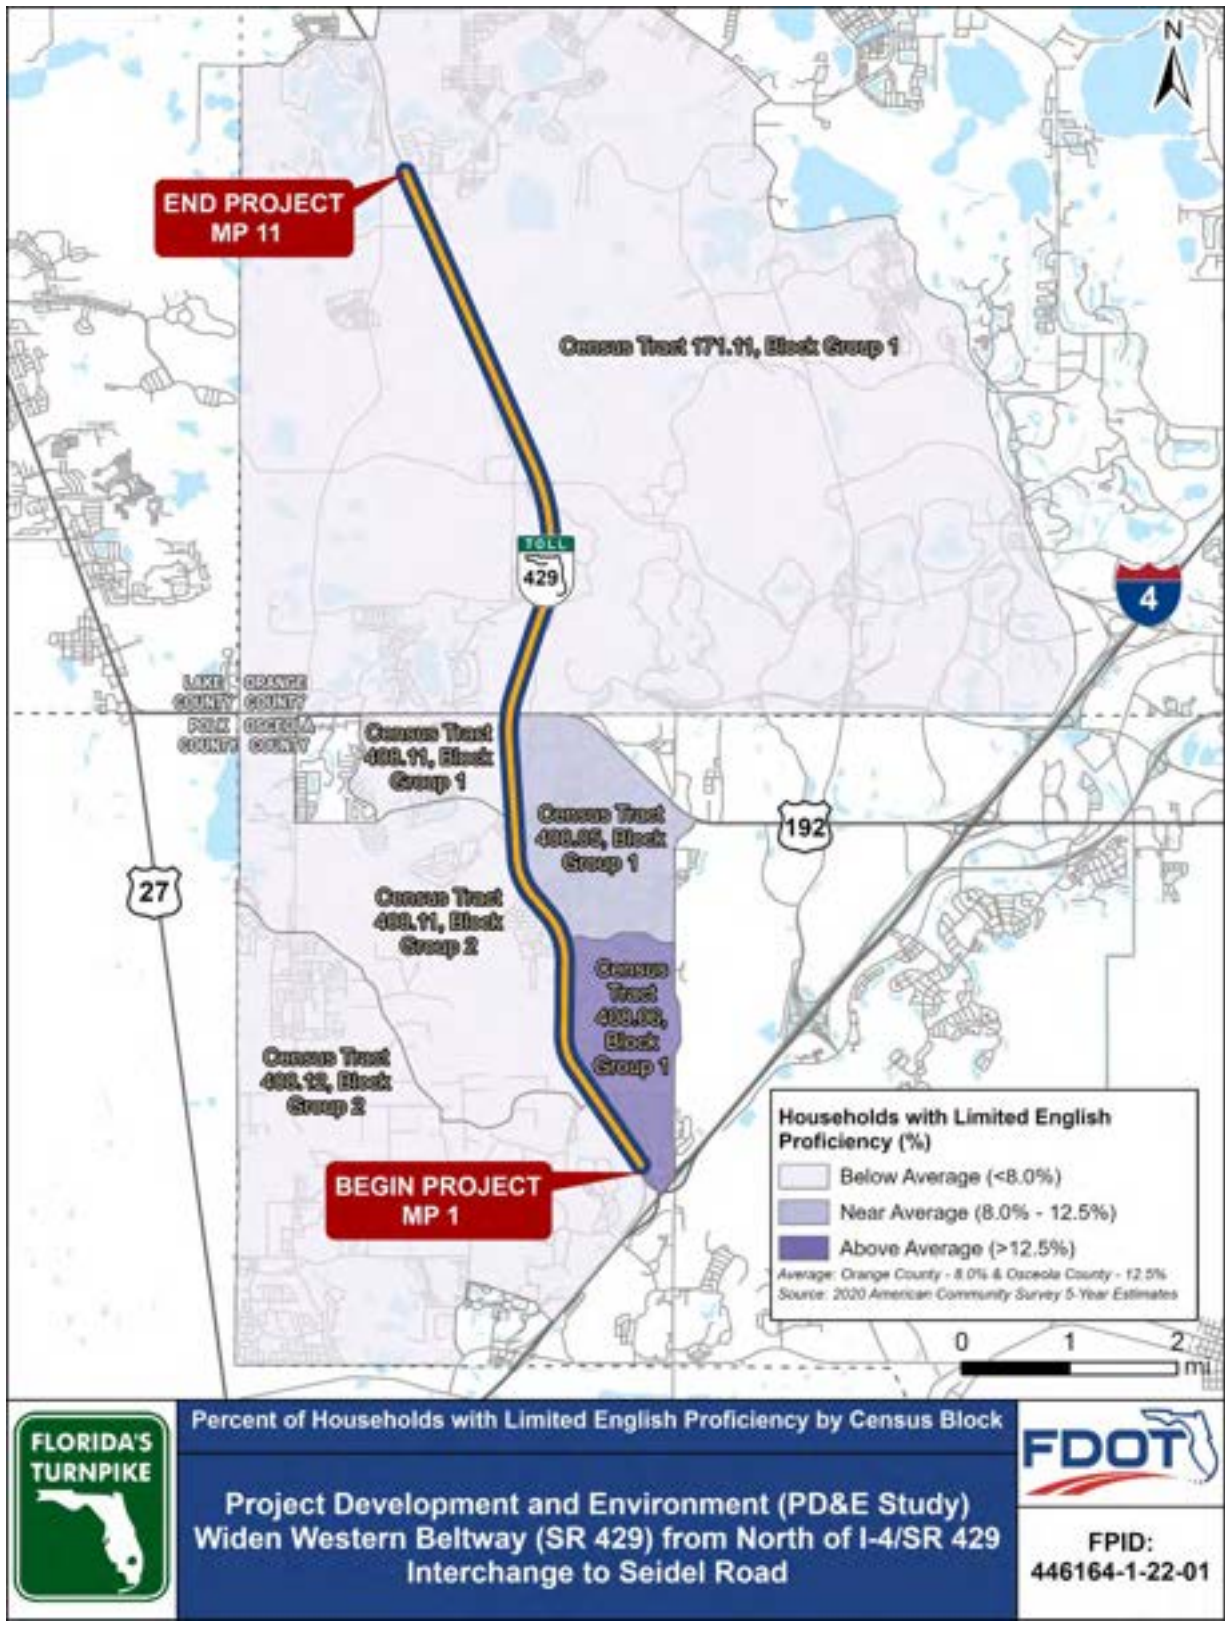 N
END PROJECT
MP 11
Census Tract 171.11, Block Group 1
TOLL
429
4
LAKE
COUNTY
ORANGE
COUNTY
POLK
COUNTY
OSCEOLA
COUNTY
Census Tract
408.11, Block
Group 1
Census Tract
Block
Group 1
192
27
Census Tract
408.11, Block
Group 2
Census
Tract
Block
Group 1
Census Tract
408.12, Block
Group 2
BEGIN PROJECT
MP 1
Households with Limited English
Proficiency (%)
Below Average (<8.0%)
Near Average (8.0% - 12.5%)
Above Average (>12.5%)
Average: Orange County - 8.0% & Osceola County - 12.5%
Source: 2020 American Community Survey 5-Year Estimates
0 1 2
mi
FLORIDA'S
TURNPIKE
Percent of Households with Limited English Proficiency by Census Block
Project Development and Environment (PD&E Study)
Widen Western Beltway (SR 429) from North of I-4/SR 429
Interchange to Seidel Road
FDOT
FPID:
446164-1-22-01